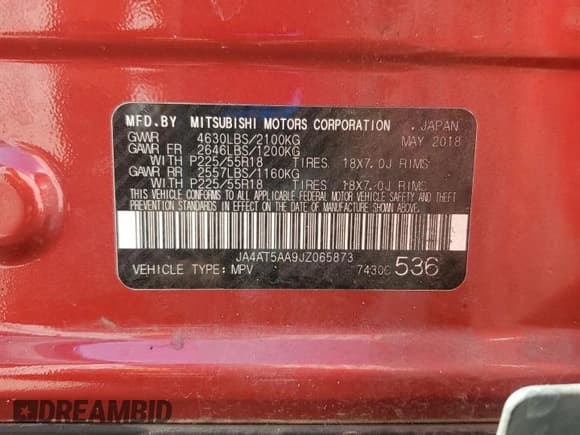 MFD.BY MITSUBISHI MOTORS CORPORATION , JAPAN
GVWR 4630LBS/2100KG MAY 2018
GAWR FR 2646LBS/1200KG
WITH P225/55R18 TIRES 18X7.0J RIMS
GAWR RR 2557LBS/1160KG
WITH P225/55R18 TIRES 18X7.0J RIMS
THIS VEHICLE CONFORMS TO ALL APPLICABLE FEDERAL MOTOR VEHICLE SAFETY AND THEFT
PREVENTION STANDARDS IN EFFECT ON THE DATE OF MANUFACTURE SHOWN ABOVE.
JA4AT5AA9JZ065873
VEHICLE TYPE: MPV 7430C 536
DREAMBID